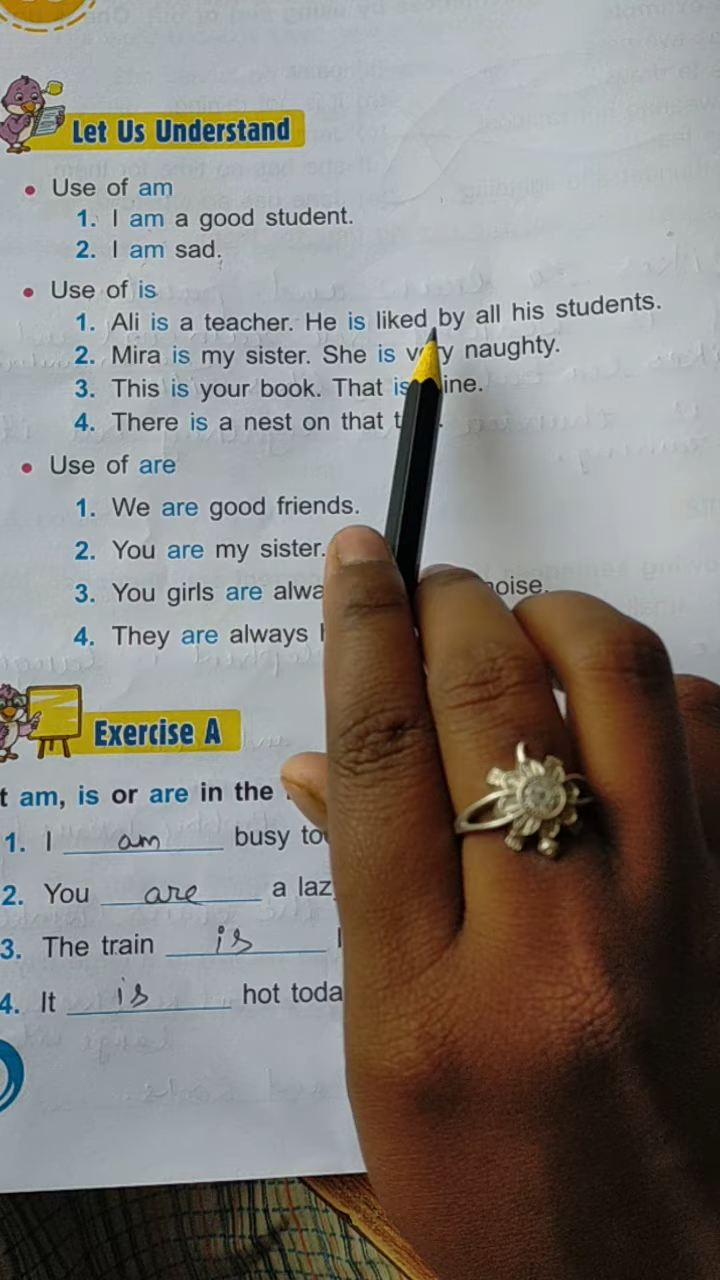 Let Us Understand
• Use of am
1. I am a good student.
2. I am sad.
• Use of is
1. Ali is a teacher. He is liked by all his students.
2. Mira is my sister. She is very naughty.
3. This is your book. That is mine.
4. There is a nest on that
• Use of are
1. We are good friends.
2. You are my sister.
3. You girls are noise.
4. They are always
Exercise A
am, is or are in the
1. I am busy
2. You are a
3. The train is
4. It is hot